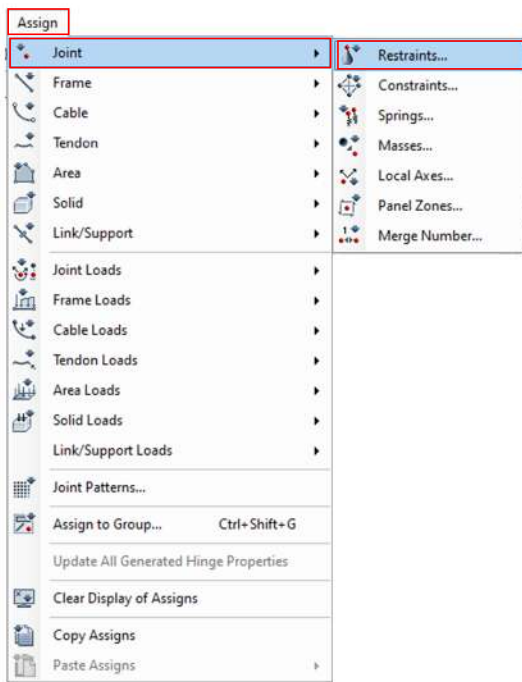 Assign
Joint
Frame
Cable
Tendon
Area
Solid
Link/Support
Joint Loads
Frame Loads
Cable Loads
Tendon Loads
Area Loads
Solid Loads
Link/Support Loads
Joint Patterns...
Assign to Group... Ctrl+Shift+G
Update All Generated Hinge Properties
Clear Display of Assigns
Copy Assigns
Paste Assigns
Restraints...
Constraints...
Springs...
Masses...
Local Axes...
Panel Zones...
Merge Number...